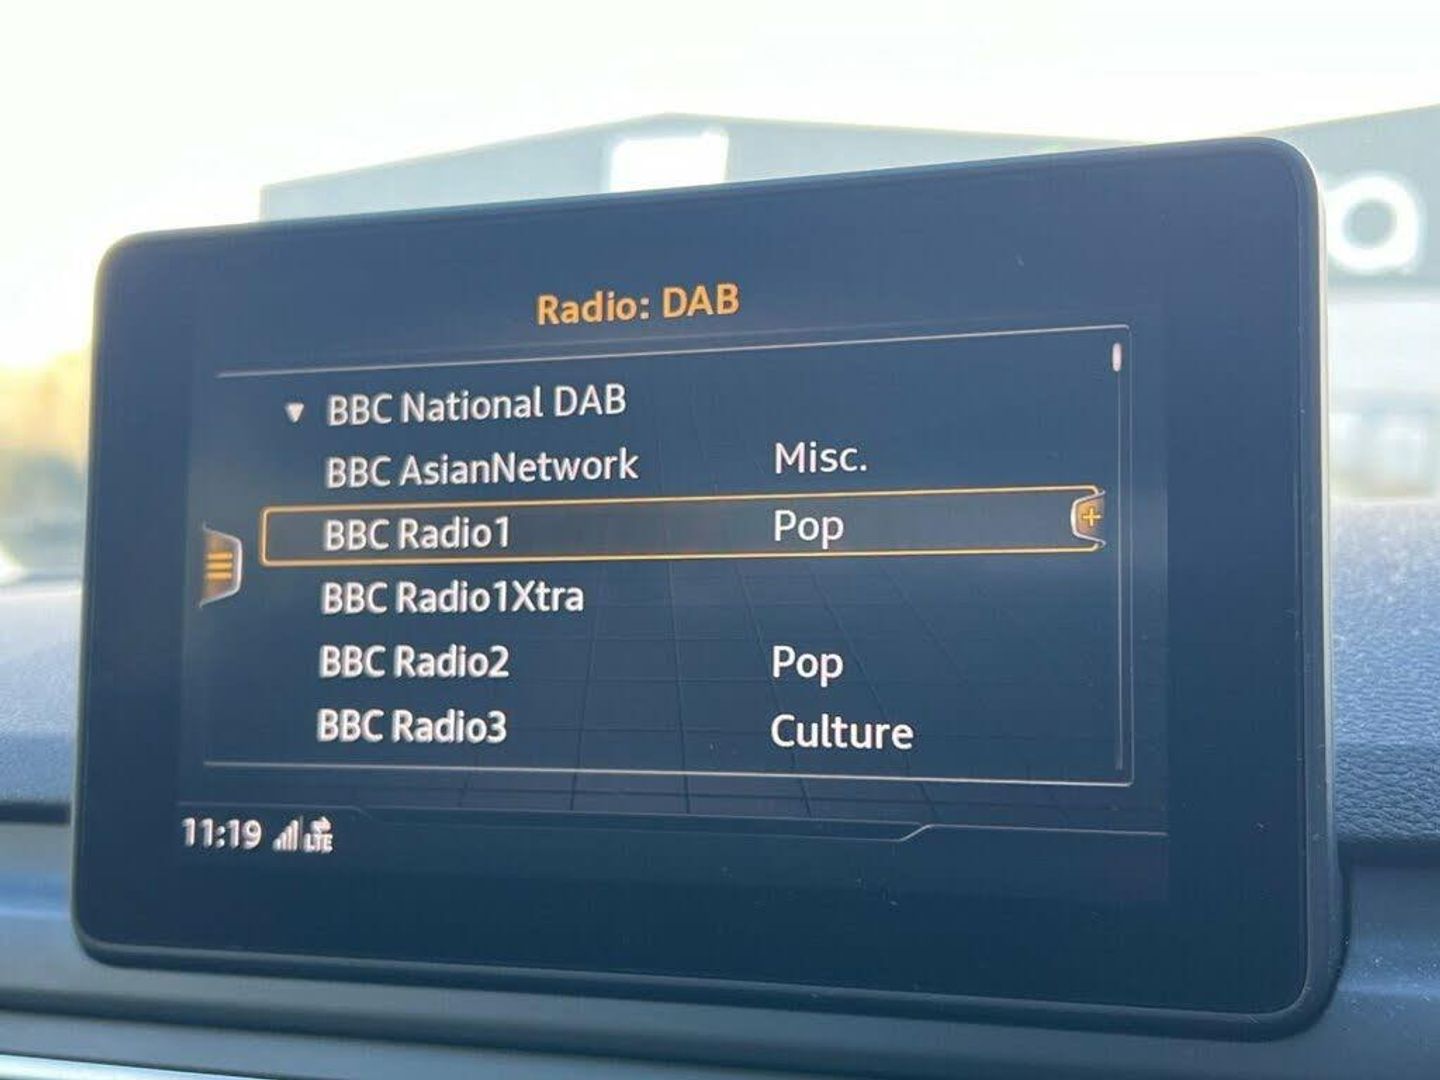 Radio: DAB
BBC National DAB
BBC AsianNetwork Misc.
BBC Radio1 Pop
BBC Radio1Xtra
BBC Radio2 Pop
BBC Radio3 Culture
11:19 LTE